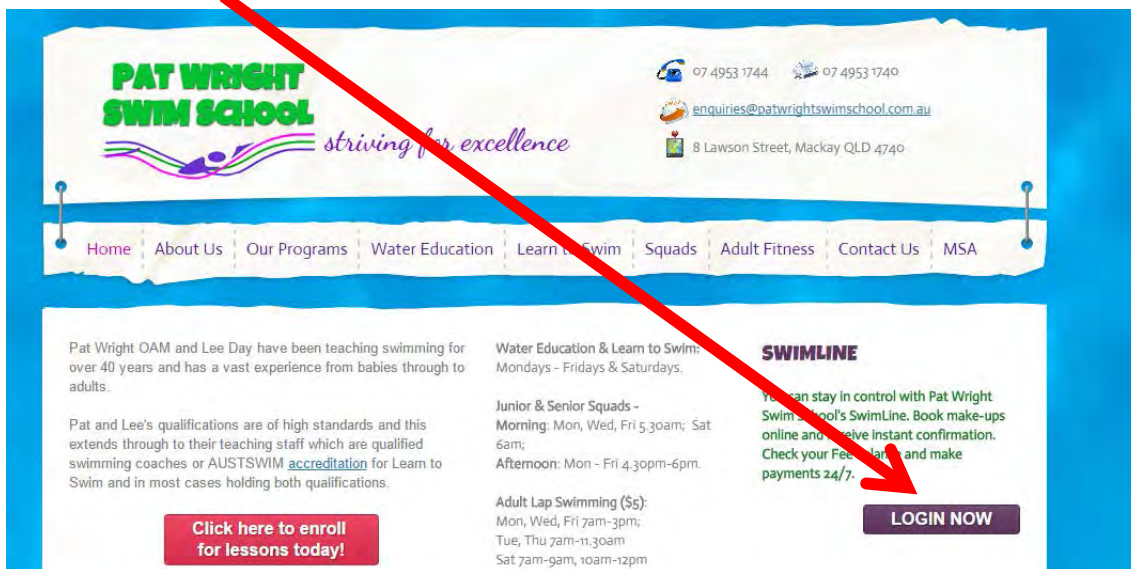 PAT WRIGHT
SWIM SCHOOL
striving for excellence
07 4953 1744 07 4953 1740
enquiries@patwrightswimschool.com.au
8 Lawson Street, Mackay QLD 4740
Home About Us Our Programs Water Education Learn to Swim Squads Adult Fitness Contact Us MSA
Pat Wright OAM and Lee Day have been teaching swimming for
over 40 years and has a vast experience from babies through to
adults.
Pat and Lee's qualifications are of high standards and this
extends through to their teaching staff which are qualified
swimming coaches or AUSTSWIM accreditation for Learn to
Swim and in most cases holding both qualifications.
Click here to enroll
for lessons today!
Water Education & Learn to Swim:
Mondays - Fridays & Saturdays.
Junior & Senior Squads -
Morning: Mon, Wed, Fri 5.30am; Sat
6am;
Afternoon: Mon - Fri 4.30pm-6pm.
Adult Lap Swimming ($5):
Mon, Wed, Fri 7am-3pm;
Tue, Thu 7am-11.30am
Sat 7am-9am, 10am-12pm
SWIMLINE
You can stay in control with Pat Wright
Swim School's SwimLine. Book make-ups
online and receive instant confirmation.
Check your Fee balance and make
payments 24/7.
LOGIN NOW